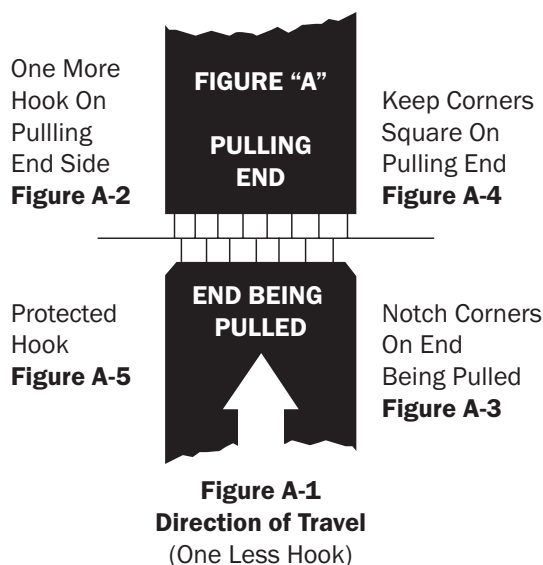 One More
Hook On
Pullling
End Side
Figure A-2
FIGURE “A”
PULLING
END
Keep Corners
Square On
Pulling End
Figure A-4
Protected
Hook
Figure A-5
END BEING
PULLED
Notch Corners
On End
Being Pulled
Figure A-3
Figure A-1
Direction of Travel
(One Less Hook)